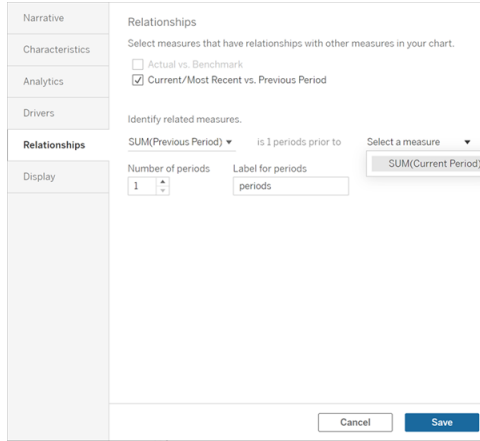 Narrative
Characteristics
Analytics
Drivers
Relationships
Display
Relationships
Select measures that have relationships with other measures in your chart.
Actual vs. Benchmark
Current/Most Recent vs. Previous Period
Identify related measures.
SUM(Previous Period) is 1 periods prior to Select a measure
SUM(Current Period)
Number of periods Label for periods
1 periods
Cancel Save